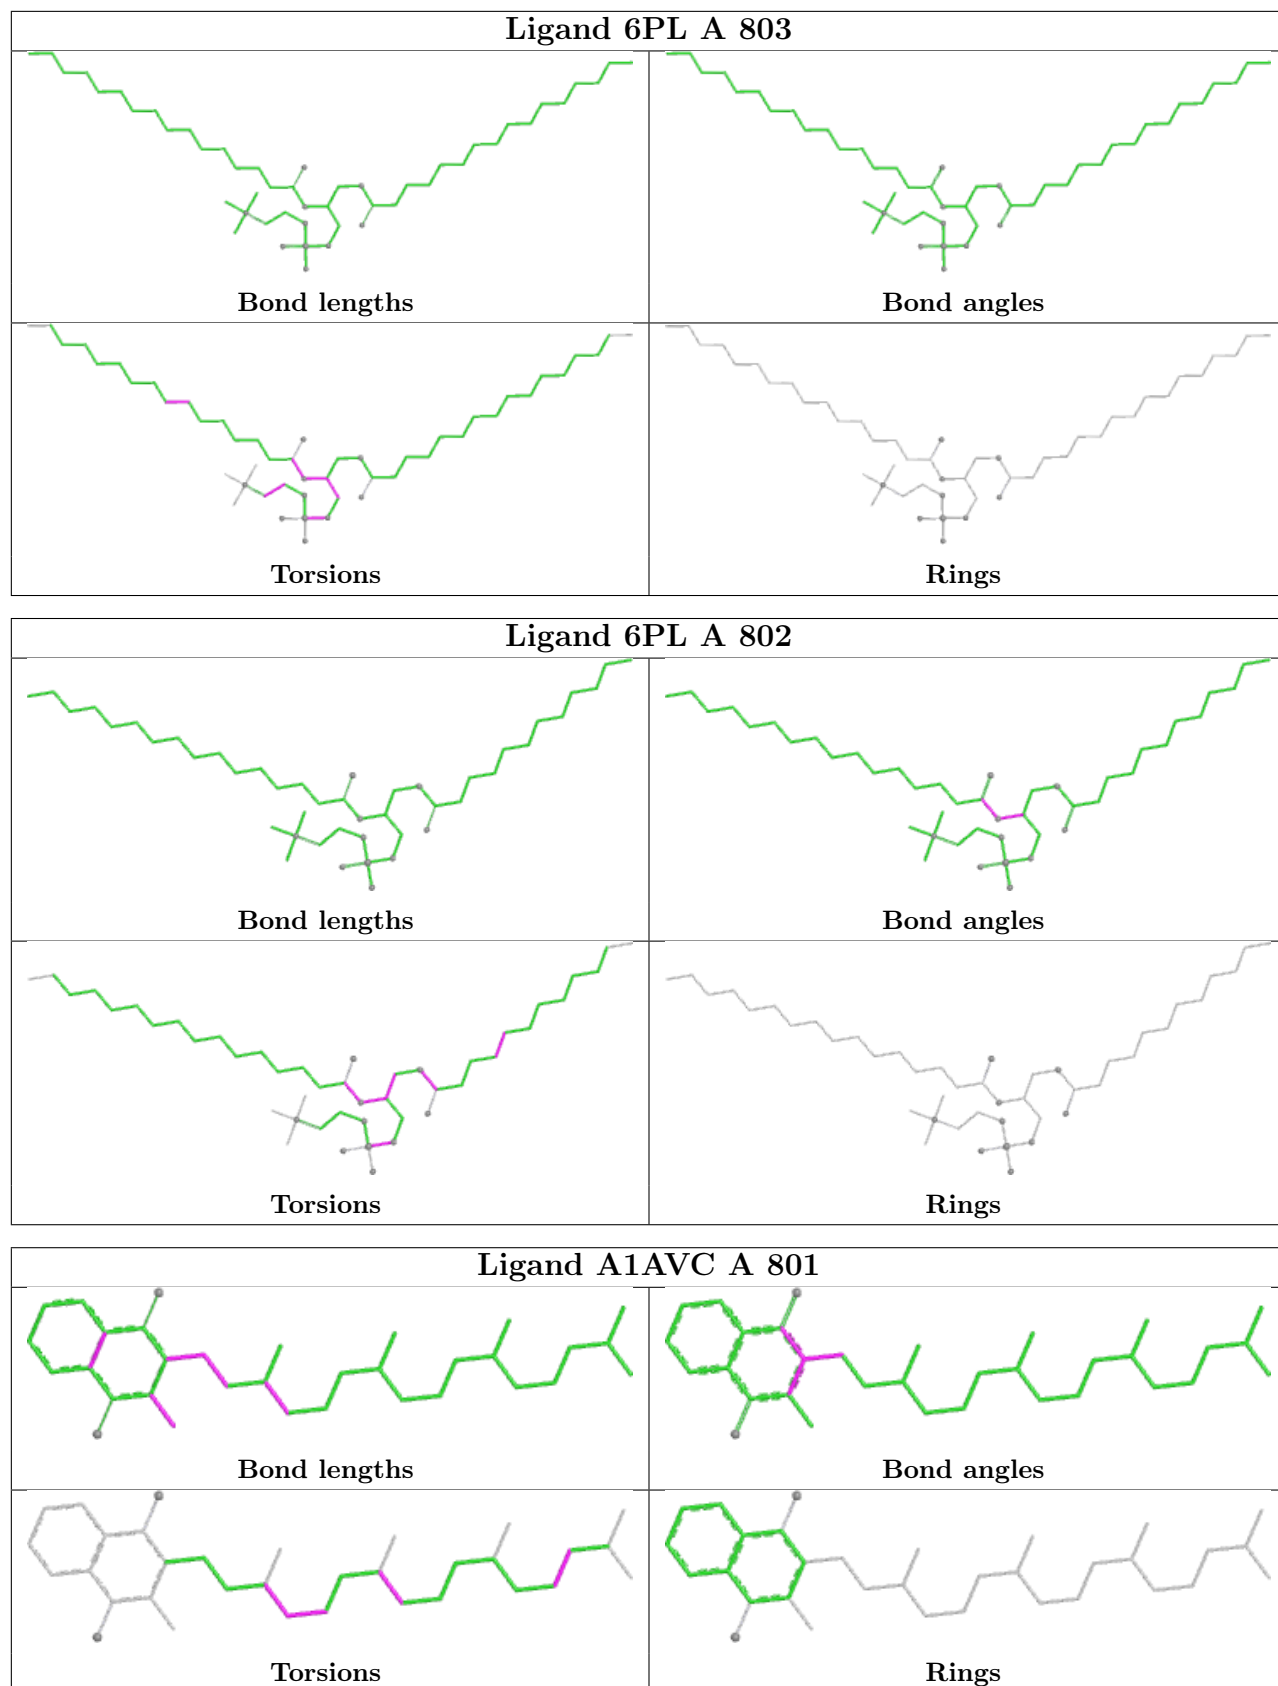 Ligand 6PL A 803
Bond lengths
Bond angles
Torsions
Rings
Ligand 6PL A 802
Bond lengths
Bond angles
Torsions
Rings
Ligand A1AVC A 801
Bond lengths
Bond angles
Torsions
Rings